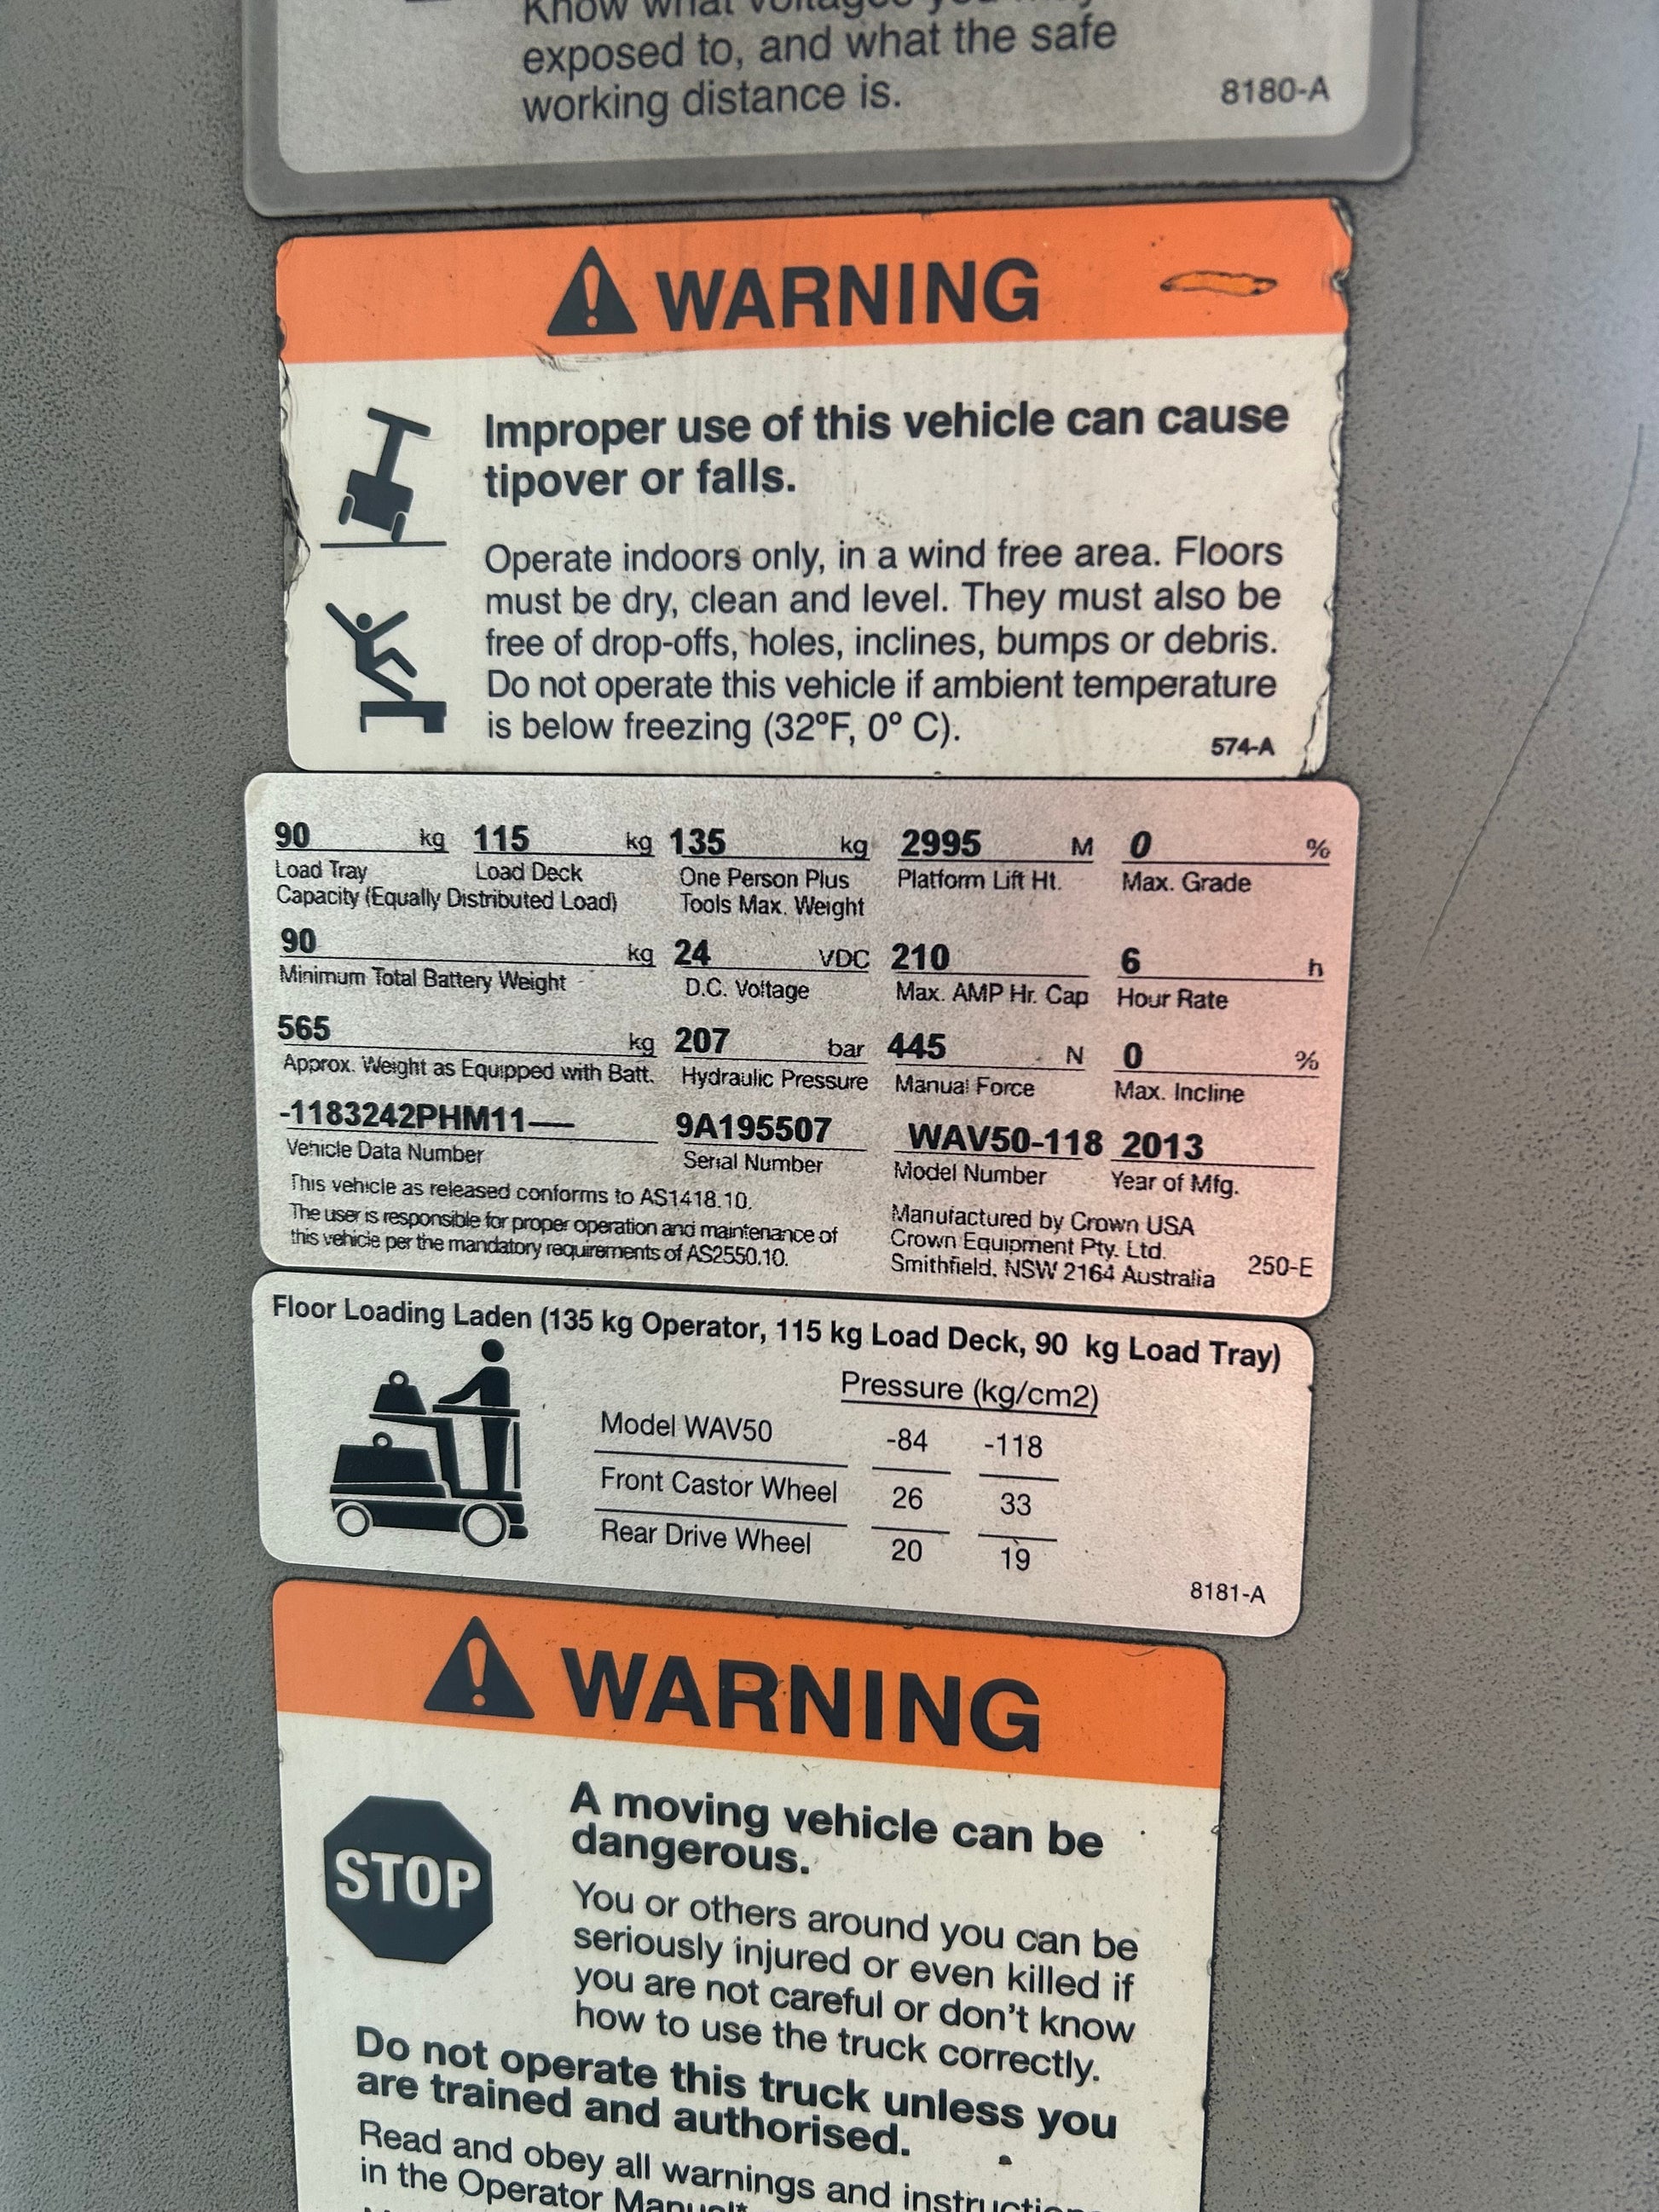 Know what voltages you may
exposed to, and what the safe
working distance is.
8180-A
WARNING
Improper use of this vehicle can cause
tipover or falls.
Operate indoors only, in a wind free area. Floors
must be dry, clean and level. They must also be
free of drop-offs, holes, inclines, bumps or debris.
Do not operate this vehicle if ambient temperature
is below freezing (32ºF, 0º C).
574-A
90 kg 115 kg 135 kg 2995 M 0 %
Load Tray Load Deck One Person Plus Platform Lift Ht. Max. Grade
Capacity (Equally Distributed Load) Tools Max. Weight
90 kg 24 VDC 210 6 h
Minimum Total Battery Weight D.C. Voltage Max. AMP Hr. Cap Hour Rate
565 kg 207 bar 445 N 0 %
Approx. Weight as Equipped with Batt. Hydraulic Pressure Manual Force Max. Incline
-1183242PHM11—— 9A195507 WAV50-118 2013
Vehicle Data Number Serial Number Model Number Year of Mfg.
This vehicle as released conforms to AS1418.10.
The user is responsible for proper operation and maintenance of
this vehicle per the mandatory requirements of AS2550.10.
Manufactured by Crown USA
Crown Equipment Pty. Ltd.
Smithfield, NSW 2164 Australia 250-E
Floor Loading Laden (135 kg Operator, 115 kg Load Deck, 90 kg Load Tray)
Pressure (kg/cm2)
Model WAV50 -84 -118
Front Castor Wheel 26 33
Rear Drive Wheel 20 19
8181-A
WARNING
STOP
A moving vehicle can be
dangerous.
You or others around you can be
seriously injured or even killed if
you are not careful or don't know
how to use the truck correctly.
Do not operate this truck unless you
are trained and authorised.
Read and obey all warnings and
in the Operator